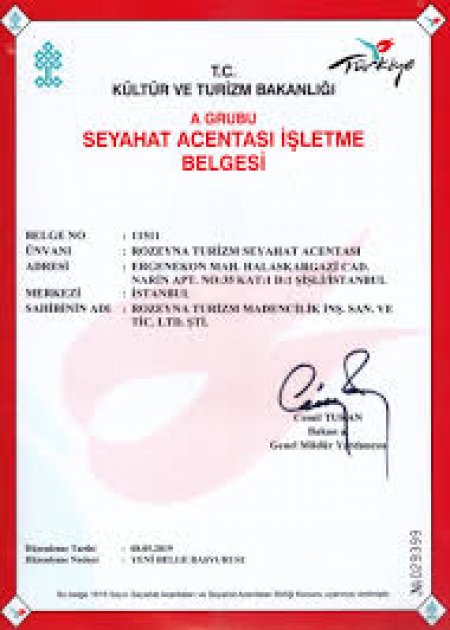 Türkiye
T.C.
KÜLTÜR VE TURİZM BAKANLIĞI
A GRUBU
SEYAHAT ACENTASI İŞLETME
BELGESİ
BELGE NO : 11511
ÜNVANI : ROZEYNA TURİZM SEYAHAT ACENTASI
ADRESİ : ERGENEKON MAH. HALASKARGAZİ CAD.
NARİN APT. NO:35 KAT:1 D:1 ŞİŞLİ/İSTANBUL
MERKEZİ : İSTANBUL
SAHİBİNİN ADI : ROZEYNA TURİZM MADENCİLİK İNŞ. SAN. VE
TİC. LTD. ŞTİ.
Cemil
Bakan a.
Genel Müdür Yardımcısı
Düzenleme Tarihi : 08.05.2019
Düzenleme Nedeni : YENİ BELGE BAŞVURUSU
Bu belge 1618 Sayılı Seyahat Acentaları ve Seyahat Acentaları Birliği Kanunu uyarınca verilmiştir.
№029399